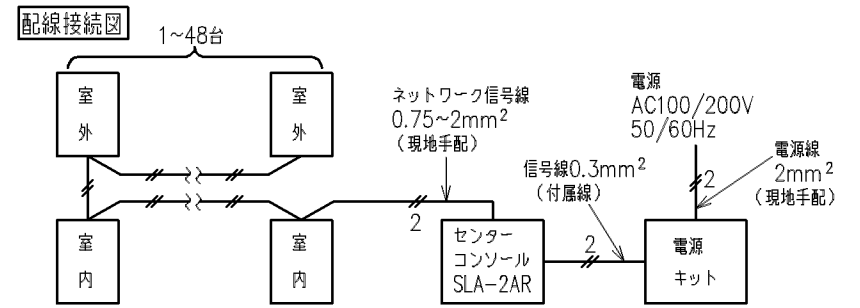 配線接続図
1~48台
室外
室外
ネットワーク信号線
0.75~2mm²
(現地手配)
電源
AC100/200V
50/60Hz
電源線
2mm²
(現地手配)
信号線0.3mm²
(付属線)
2
2
2
室内
室内
センター
コンソール
SLA-2AR
電源
キット